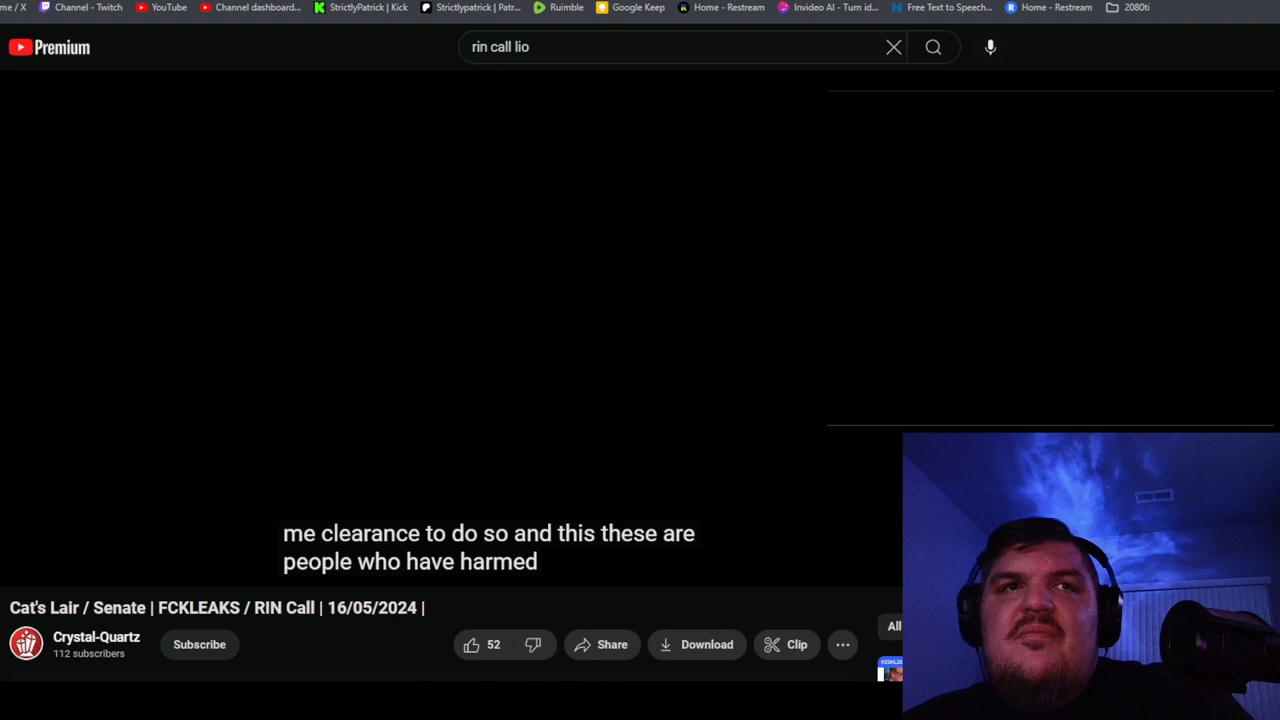 me / X
Channel - Twitch
YouTube
Channel dashboard...
StrictlyPatrick | Kick
Strictlypatrick | Patr...
Rumble
Google Keep
Home - Restream
Invideo AI - Turn id...
Free Text to Speech...
Home - Restream
2080ti
Premium
rin call lio
me clearance to do so and this these are
people who have harmed
Cat's Lair / Senate | FCKLEAKS / RIN Call | 16/05/2024 |
Crystal-Quartz
112 subscribers
Subscribe
52
Share
Download
Clip
All